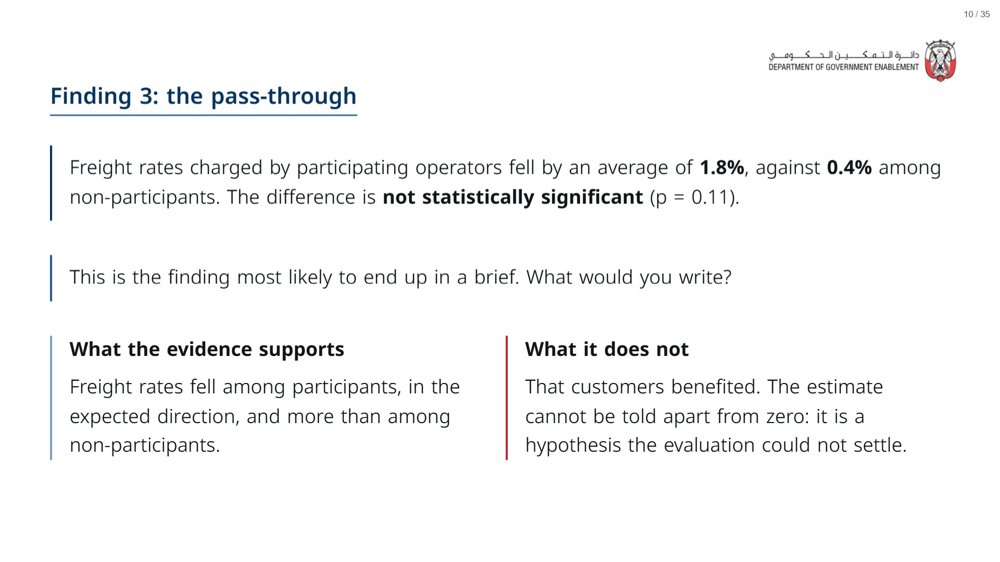 10 / 35
دائـــرة الـتـمـكــــيـــن الـحـــكــــومـــي
DEPARTMENT OF GOVERNMENT ENABLEMENT
Finding 3: the pass-through
Freight rates charged by participating operators fell by an average of 1.8%, against 0.4% among
non-participants. The difference is not statistically significant (p = 0.11).
This is the finding most likely to end up in a brief. What would you write?
What the evidence supports
Freight rates fell among participants, in the
expected direction, and more than among
non-participants.
What it does not
That customers benefited. The estimate
cannot be told apart from zero: it is a
hypothesis the evaluation could not settle.